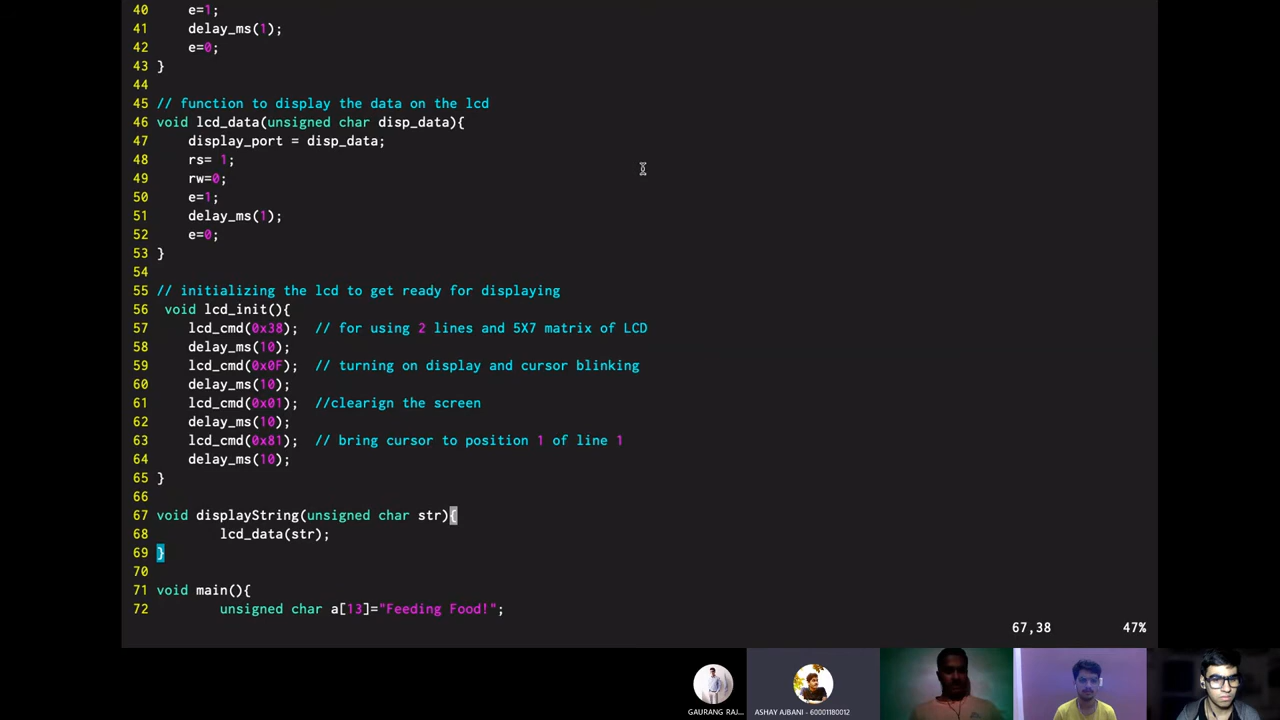 40 e=1;
41 delay_ms(1);
42 e=0;
43 }
44
45 // function to display the data on the lcd
46 void lcd_data(unsigned char disp_data){
47 display_port = disp_data;
48 rs= 1;
49 rw=0;
50 e=1;
51 delay_ms(1);
52 e=0;
53 }
54
55 // initializing the lcd to get ready for displaying
56 void lcd_init(){
57 lcd_cmd(0x38); // for using 2 lines and 5X7 matrix of LCD
58 delay_ms(10);
59 lcd_cmd(0x0F); // turning on display and cursor blinking
60 delay_ms(10);
61 lcd_cmd(0x01); //clearign the screen
62 delay_ms(10);
63 lcd_cmd(0x81); // bring cursor to position 1 of line 1
64 delay_ms(10);
65 }
66
67 void displayString(unsigned char str){
68 lcd_data(str);
69 }
70
71 void main(){
72 unsigned char a[13]="Feeding Food!";
67,38 47%
GAURANG RAJ... ASHAY AJBANI - 60001180012